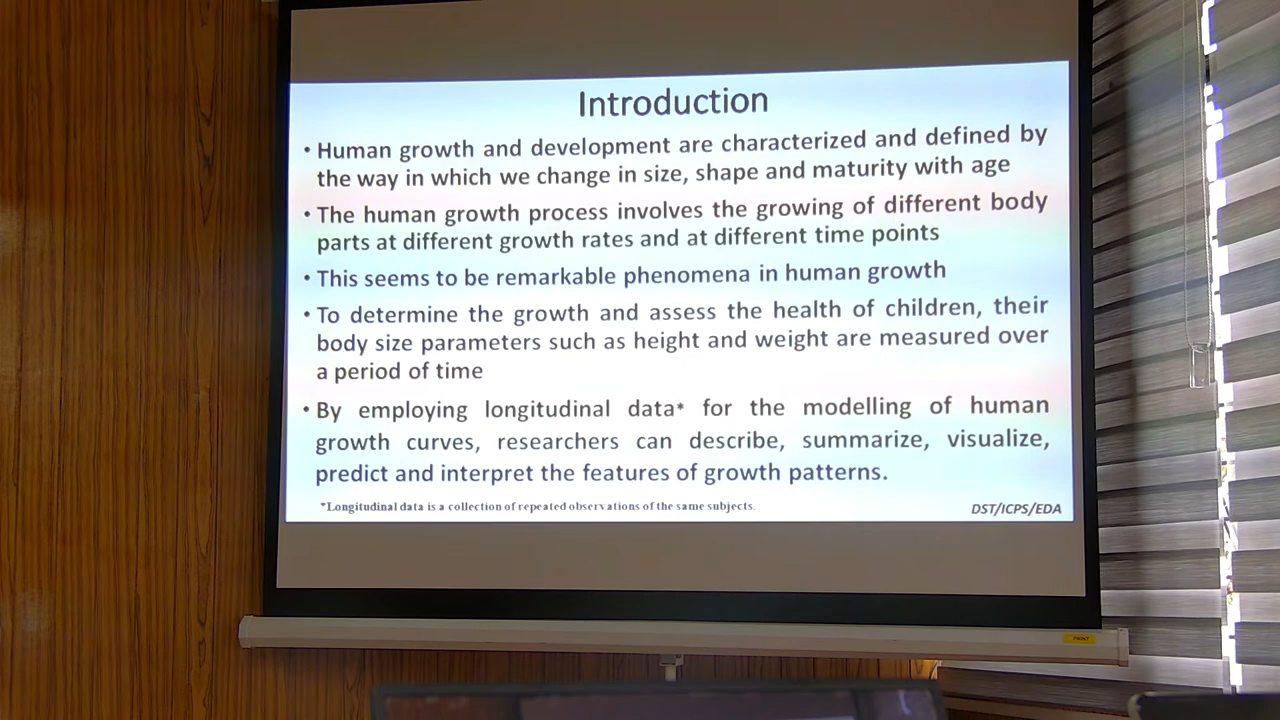 Introduction
• Human growth and development are characterized and defined by
the way in which we change in size, shape and maturity with age
• The human growth process involves the growing of different body
parts at different growth rates and at different time points
• This seems to be remarkable phenomena in human growth
• To determine the growth and assess the health of children, their
body size parameters such as height and weight are measured over
a period of time
• By employing longitudinal data* for the modelling of human
growth curves, researchers can describe, summarize, visualize,
predict and interpret the features of growth patterns.
*Longitudinal data is a collection of repeated observations of the same subjects.
DST/ICPS/EDA